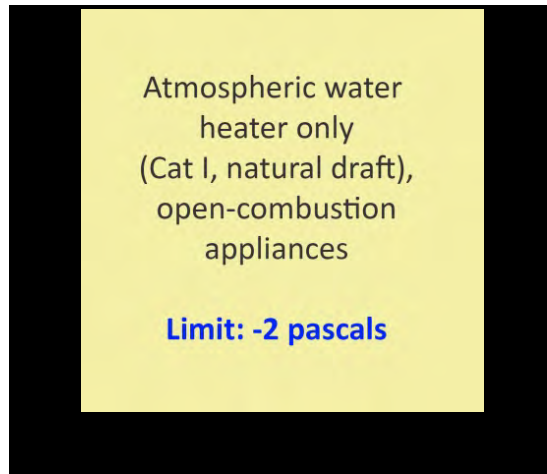 Atmospheric water
heater only
(Cat I, natural draft),
open-combustion
appliances
Limit: -2 pascals